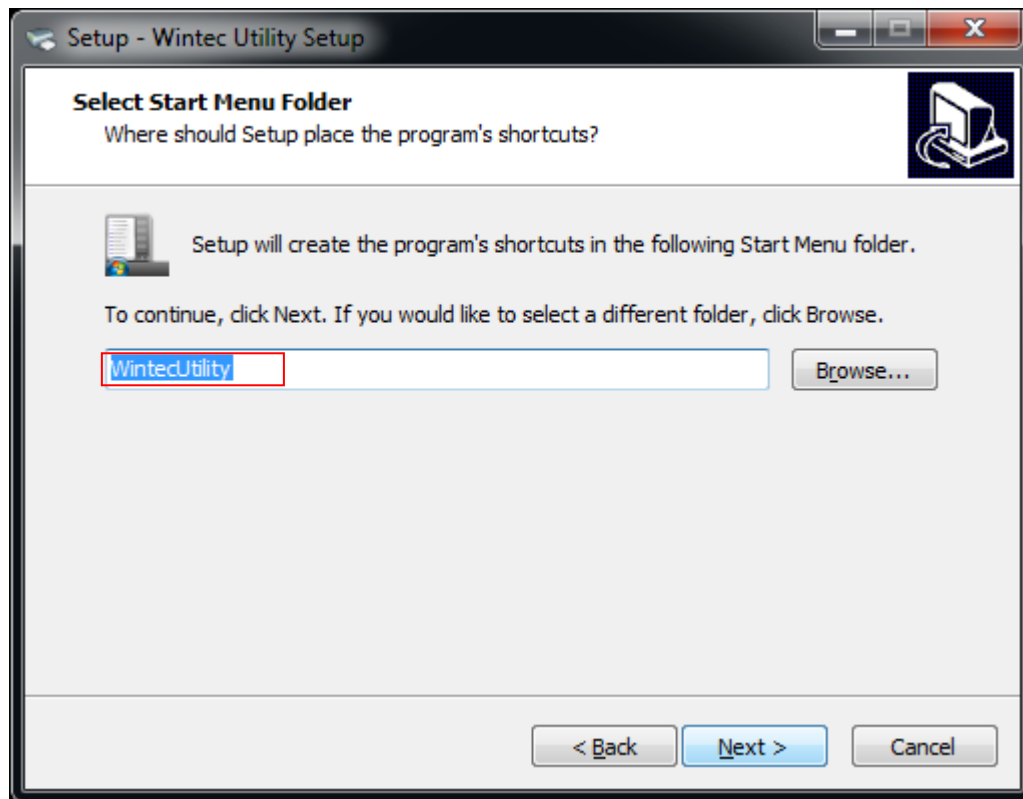 Setup - Wintec Utility Setup
Select Start Menu Folder
Where should Setup place the program's shortcuts?
Setup will create the program's shortcuts in the following Start Menu folder.
To continue, click Next. If you would like to select a different folder, click Browse.
WintecUtility
Browse...
< Back
Next >
Cancel